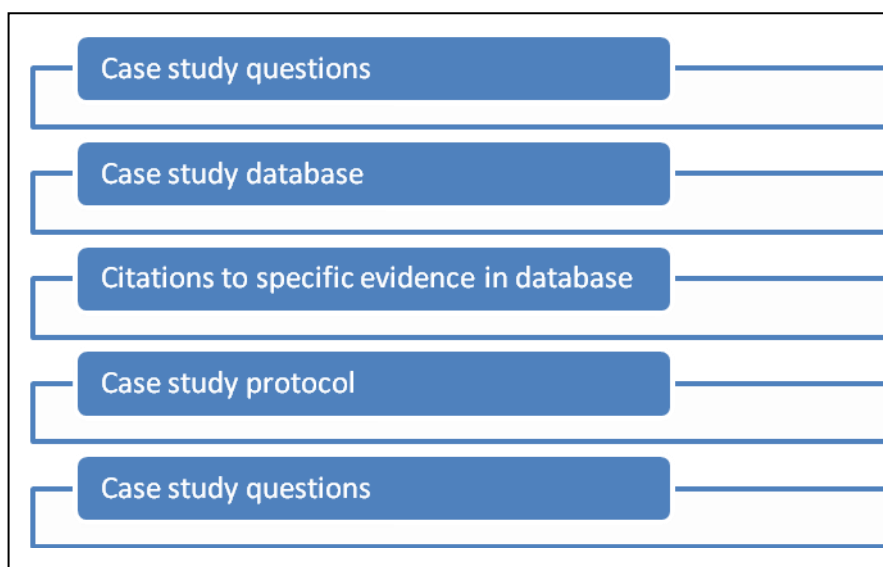 Case study questions
Case study database
Citations to specific evidence in database
Case study protocol
Case study questions